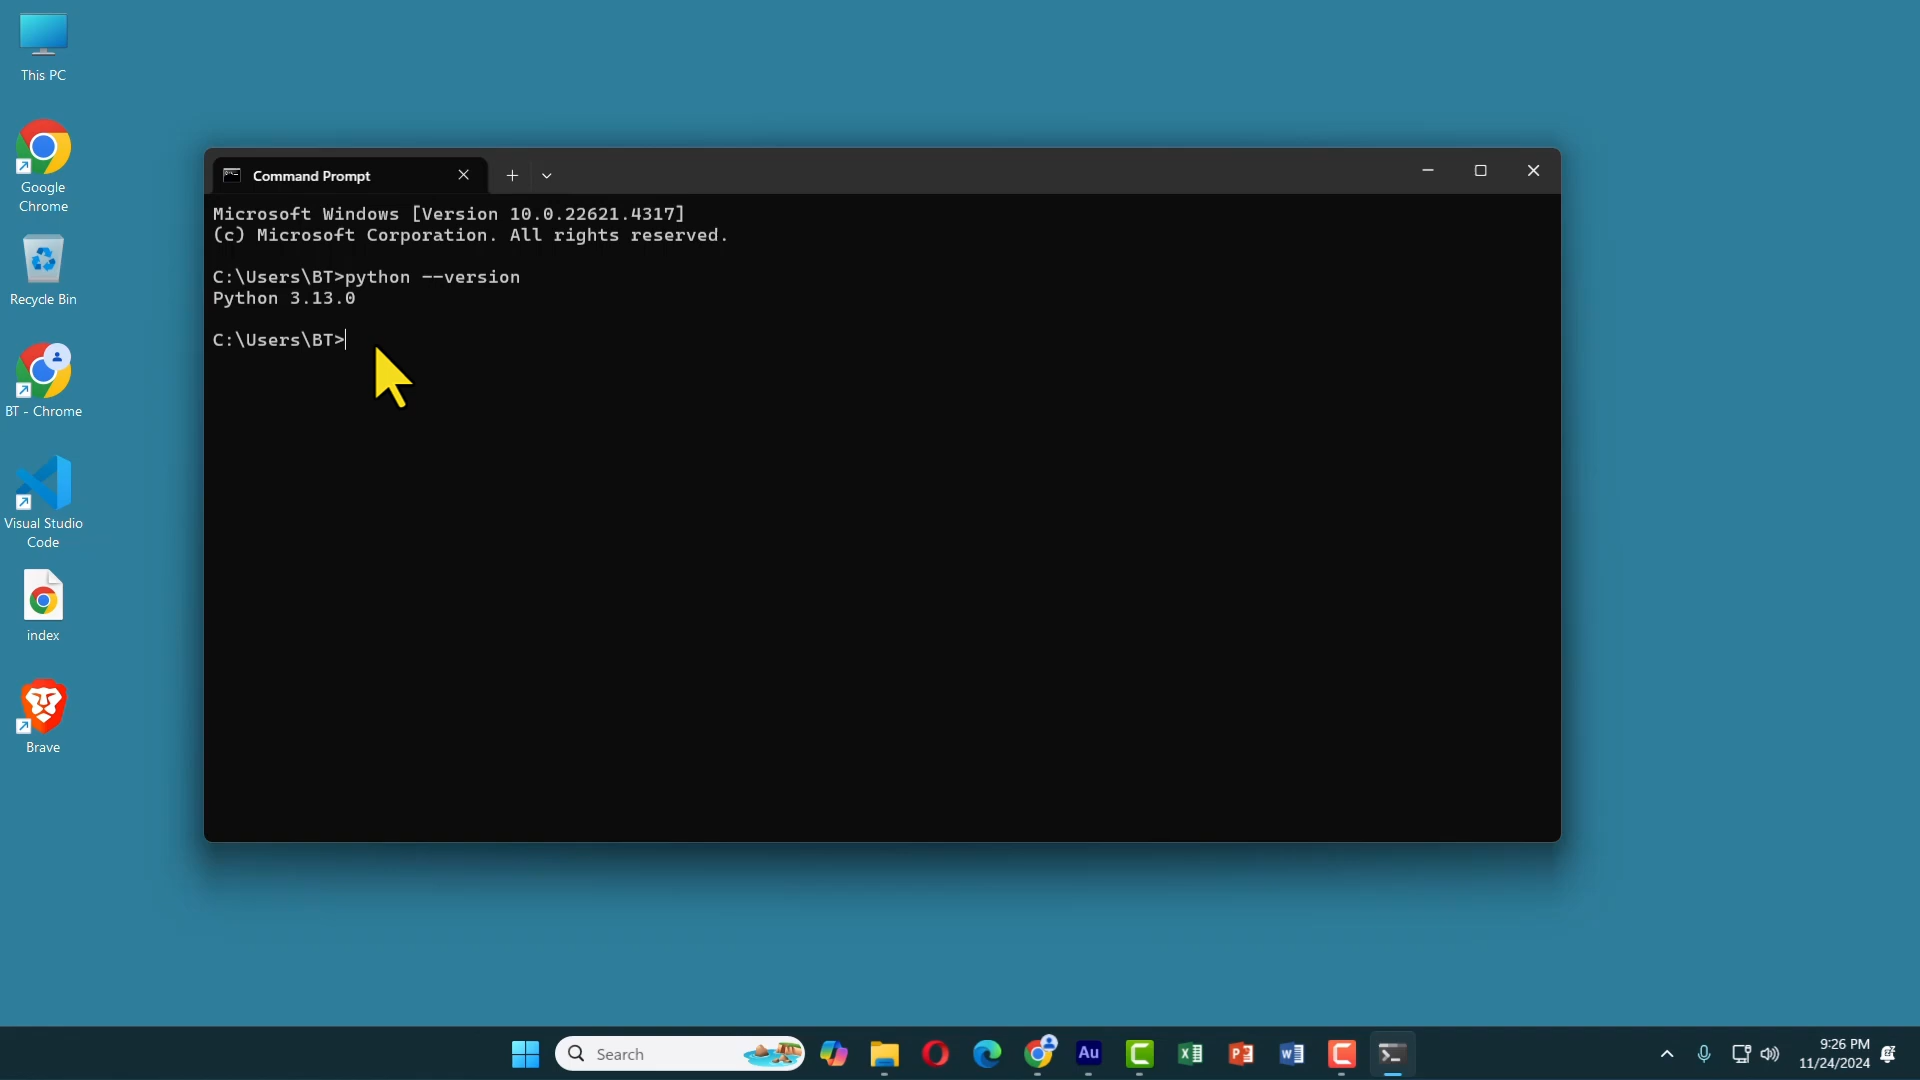 This PC
Google
Chrome
Recycle Bin
BT - Chrome
Visual Studio
Code
index
Brave
Command Prompt
Microsoft Windows [Version 10.0.22621.4317]
(c) Microsoft Corporation. All rights reserved.
C:\Users\BT>python --version
Python 3.13.0
C:\Users\BT>
Search
Au
9:26 PM
11/24/2024